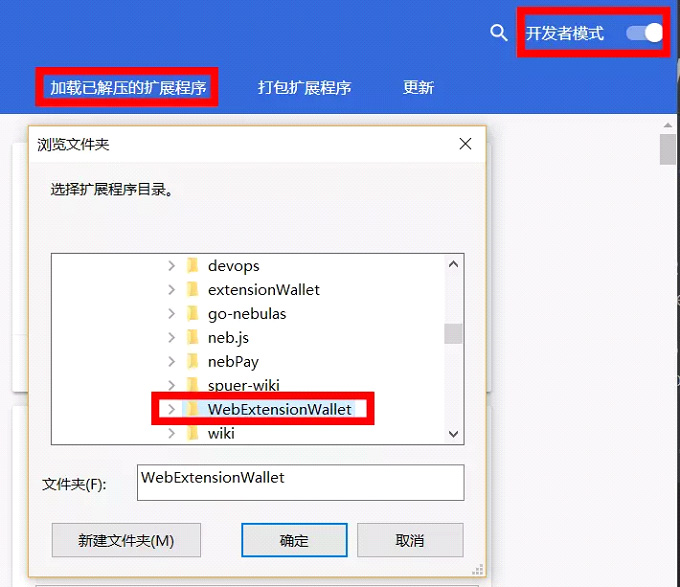 开发者模式
加载已解压的扩展程序 打包扩展程序 更新
浏览文件夹
选择扩展程序目录。
devops
extensionWallet
go-nebulas
neb.js
nebPay
spuer-wiki
WebExtensionWallet
wiki
文件夹(F): WebExtensionWallet
新建文件夹(M) 确定 取消